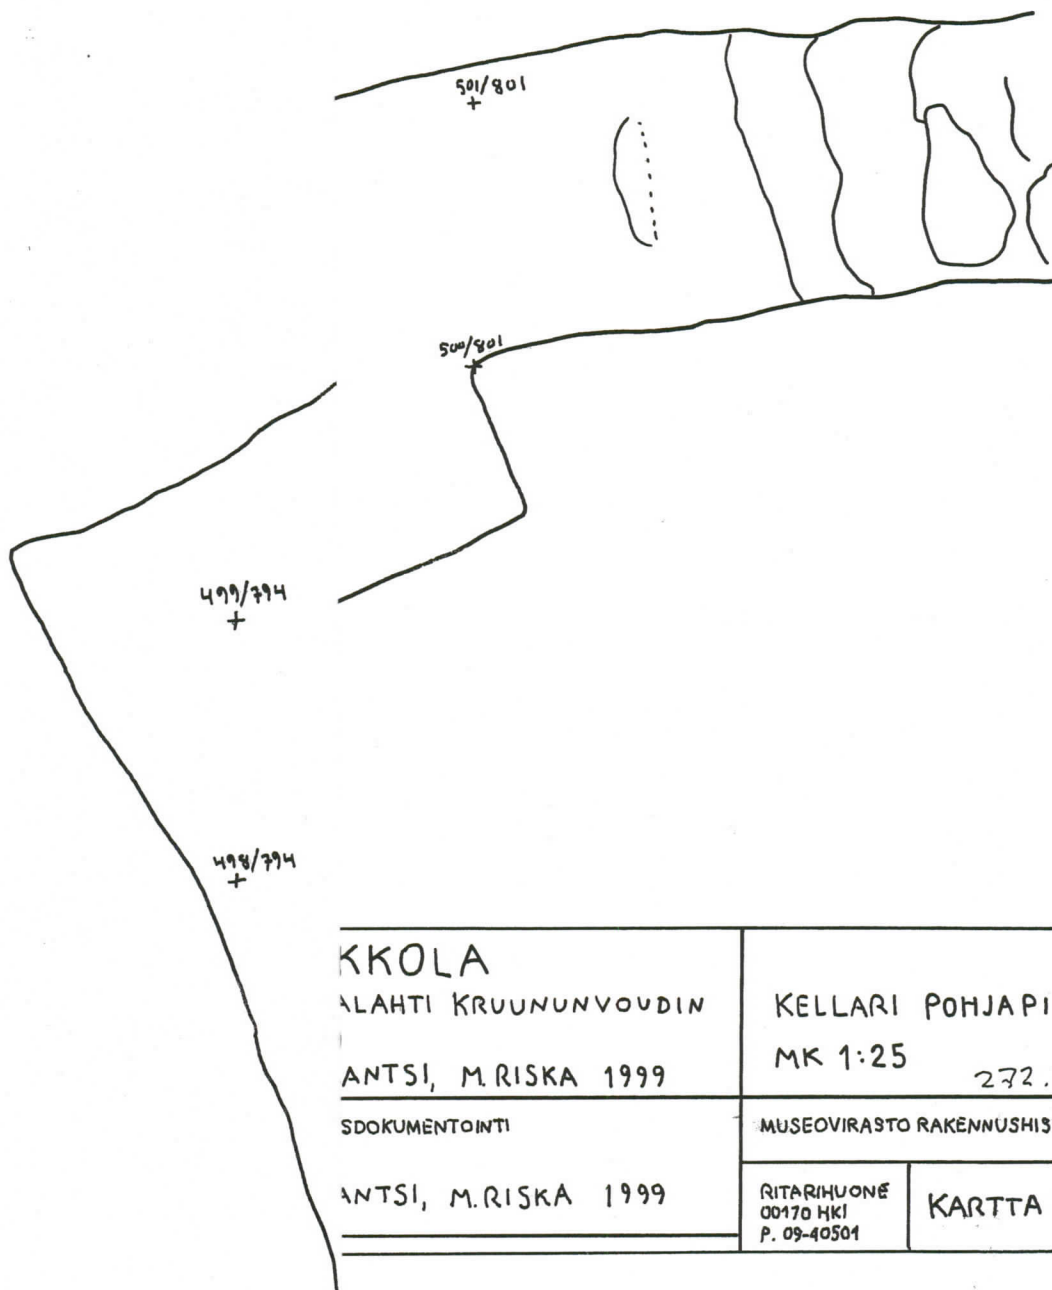 501/801
500/801
499/794
498/794
KKOLA
ALAHTI KRUUNUNVOUDIN
ANTSI, M. RISKA 1999
SDOKUMENTOINTI
ANTSI, M. RISKA 1999
KELLARI POHJAPI
MK 1:25
272.
MUSEOVIRASTO RAKENNUSHIS
RITARIHUONE
00170 HKI
P. 09-40501
KARTTA